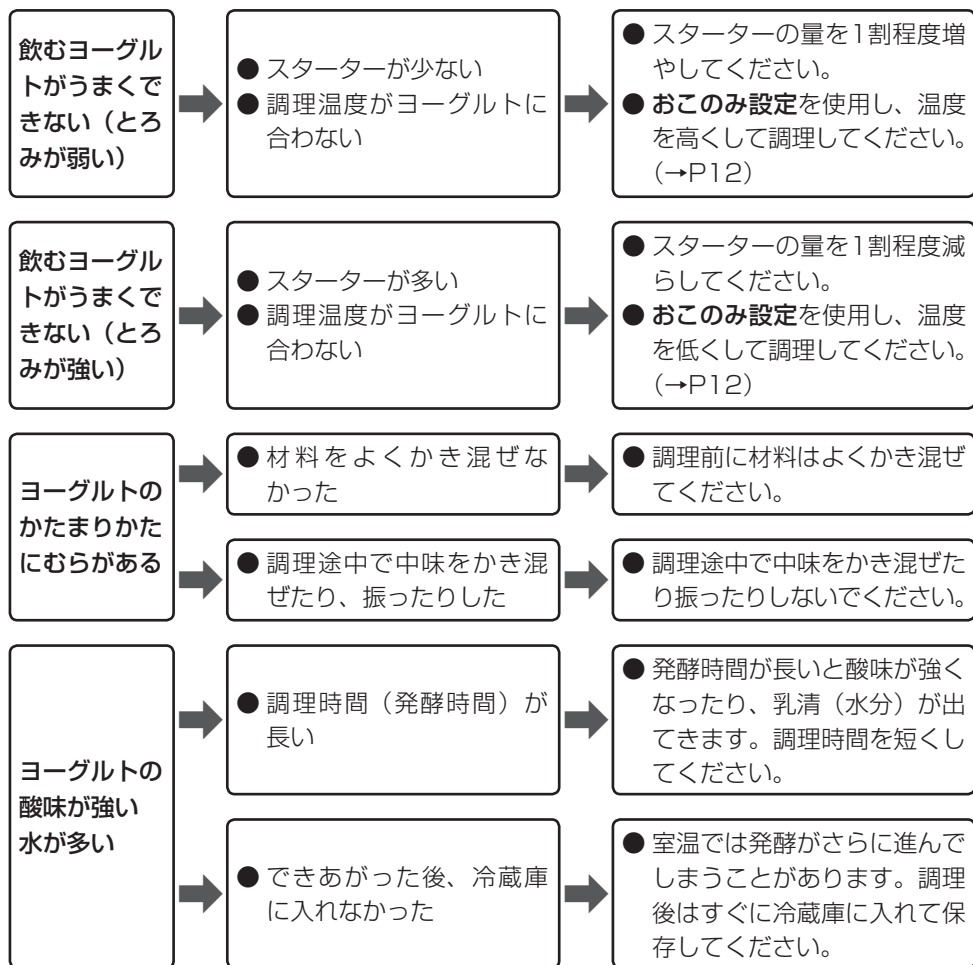 飲むヨーグル
トがうまくで
きない（とろ
みが弱い）
● スターターが少ない
● 調理温度がヨーグルトに
合わない
● スターターの量を1割程度増
やしてください。
● おこのみ設定を使用し、温度
を高くして調理してください。
（→P12）
飲むヨーグル
トがうまくで
きない（とろ
みが強い）
● スターターが多い
● 調理温度がヨーグルトに
合わない
● スターターの量を1割程度減
らしてください。
● おこのみ設定を使用し、温度
を低くして調理してください。
（→P12）
ヨーグルトの
かたまりかた
にむらがある
● 材料をよくかき混ぜな
かった
● 調理前に材料はよくかき混ぜ
てください。
● 調理途中で中味をかき混
ぜたり、振ったりした
● 調理途中で中味をかき混ぜた
り振ったりしないでください。
ヨーグルトの
酸味が強い
水が多い
● 調理時間（発酵時間）が
長い
● 発酵時間が長いと酸味が強く
なったり、乳清（水分）が出
てきます。調理時間を短くし
てください。
● できあがった後、冷蔵庫
に入れなかった
● 室温では発酵がさらに進んで
しまうことがあります。調理
後はすぐに冷蔵庫に入れて保
存してください。